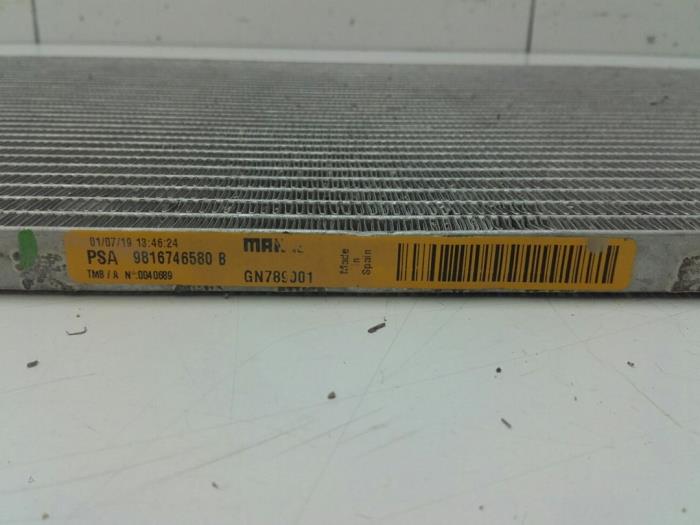 01/07/19 13:46:24
PSA 9816746580 B
TMB / A N°.0040689
GN789001
Made
in
Spain